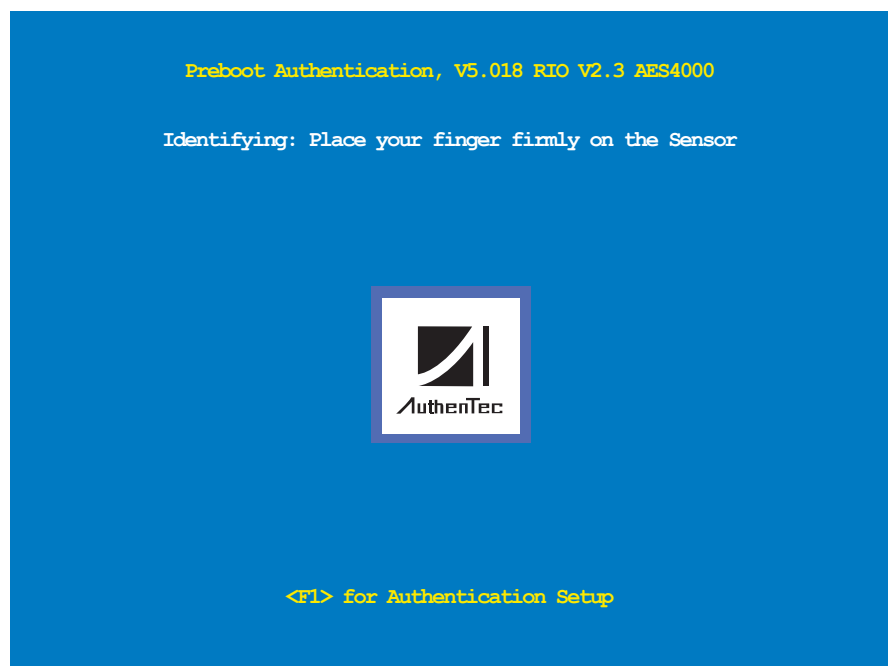 Preboot Authentication, V5.018 RIO V2.3 AES4000
Identifying: Place your finger firmly on the Sensor
AuthenTec
<F1> for Authentication Setup